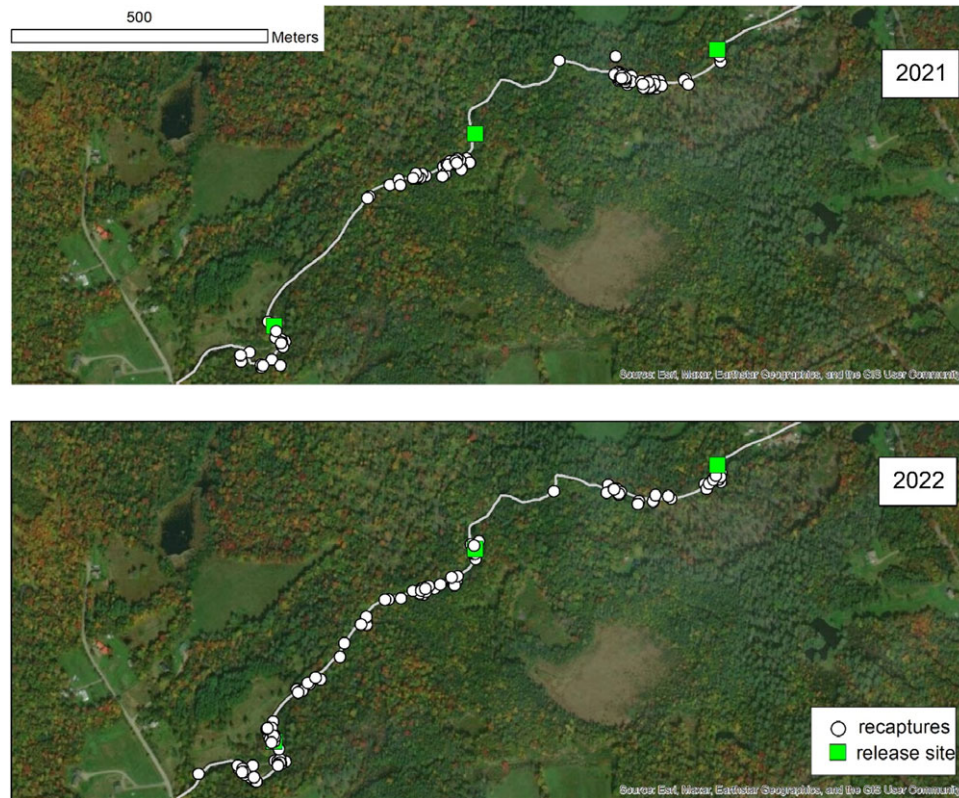 500
Meters
2021
Source: Esri, Maxar, Earthstar Geographics, and the GIS User Community
2022
recaptures
release site
Source: Esri, Maxar, Earthstar Geographics, and the GIS User Community